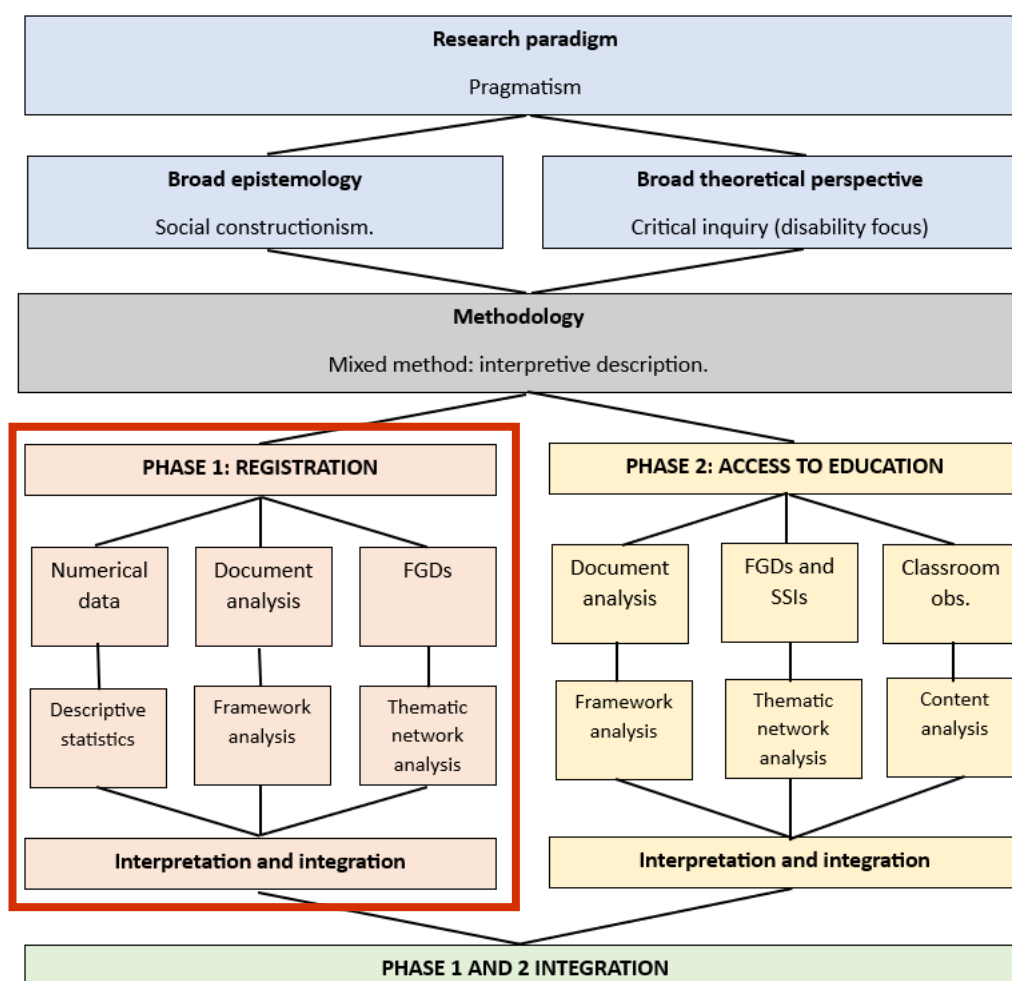 Research paradigm
Pragmatism
Broad epistemology
Social constructionism.
Broad theoretical perspective
Critical inquiry (disability focus)
Methodology
Mixed method: interpretive description.
PHASE 1: REGISTRATION
Numerical
data
Document
analysis
FGDs
Descriptive
statistics
Framework
analysis
Thematic
network
analysis
Interpretation and integration
PHASE 2: ACCESS TO EDUCATION
Document
analysis
FGDs and
SSIs
Classroom
obs.
Framework
analysis
Thematic
network
analysis
Content
analysis
Interpretation and integration
PHASE 1 AND 2 INTEGRATION